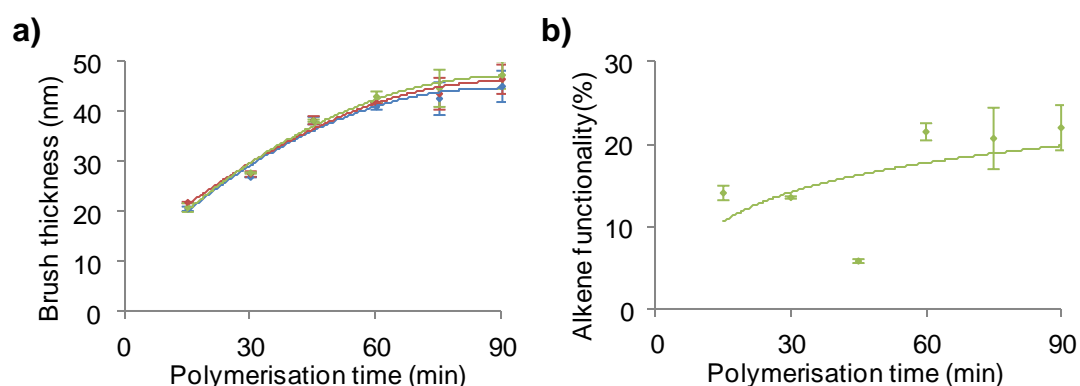 a)
50
40
30
20
10
0
Brush thickness (nm)
0 30 60 90
Polymerisation time (min)
b)
30
20
10
0
Alkene functionality(%)
0 30 60 90
Polymerisation time (min)